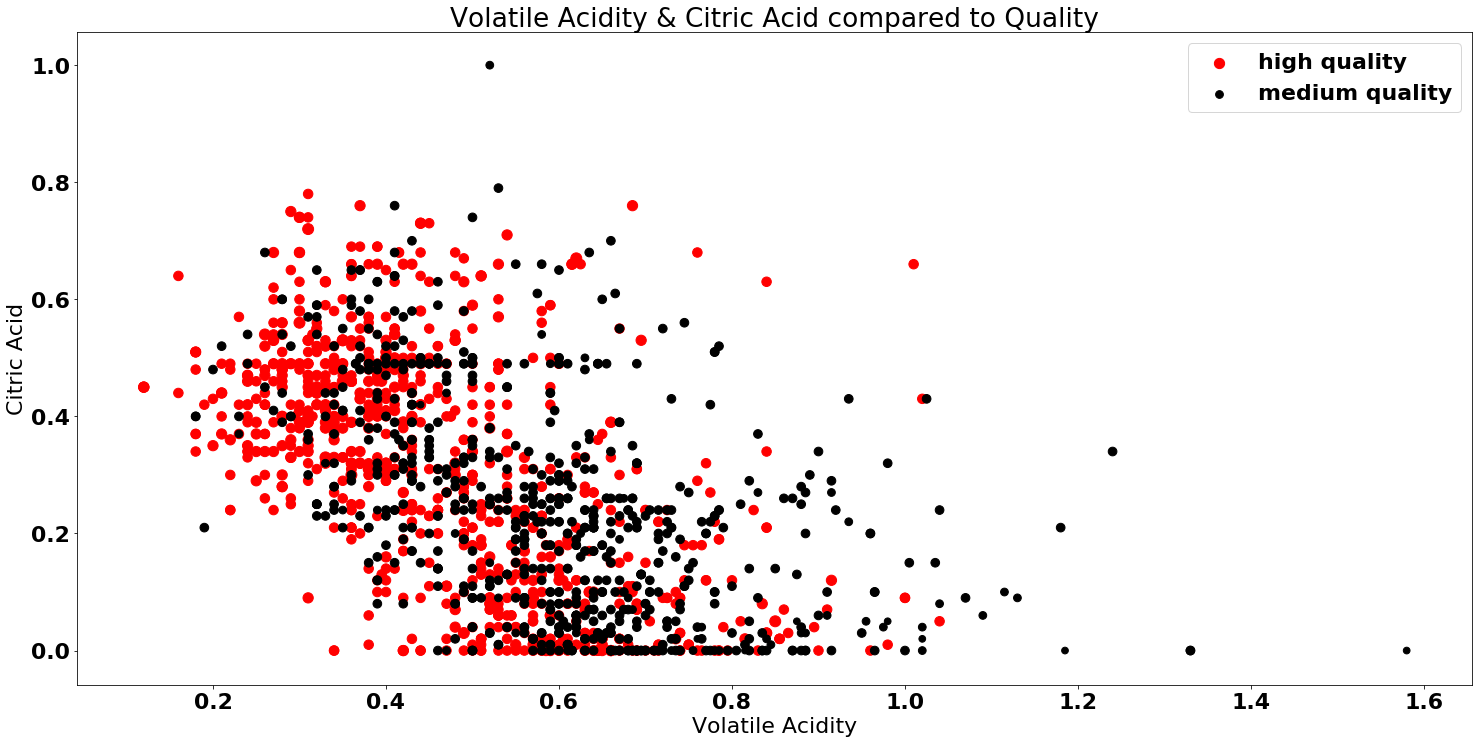 Volatile Acidity & Citric Acid compared to Quality
high quality
medium quality
Citric Acid
1.0
0.8
0.6
0.4
0.2
0.0
0.2 0.4 0.6 0.8 1.0 1.2 1.4 1.6
Volatile Acidity